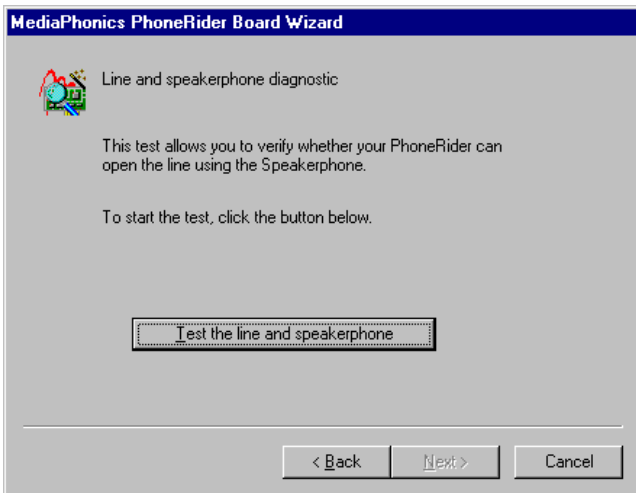 MediaPhonics PhoneRider Board Wizard
Line and speakerphone diagnostic
This test allows you to verify whether your PhoneRider can
open the line using the Speakerphone.
To start the test, click the button below.
Test the line and speakerphone
< Back
Next >
Cancel